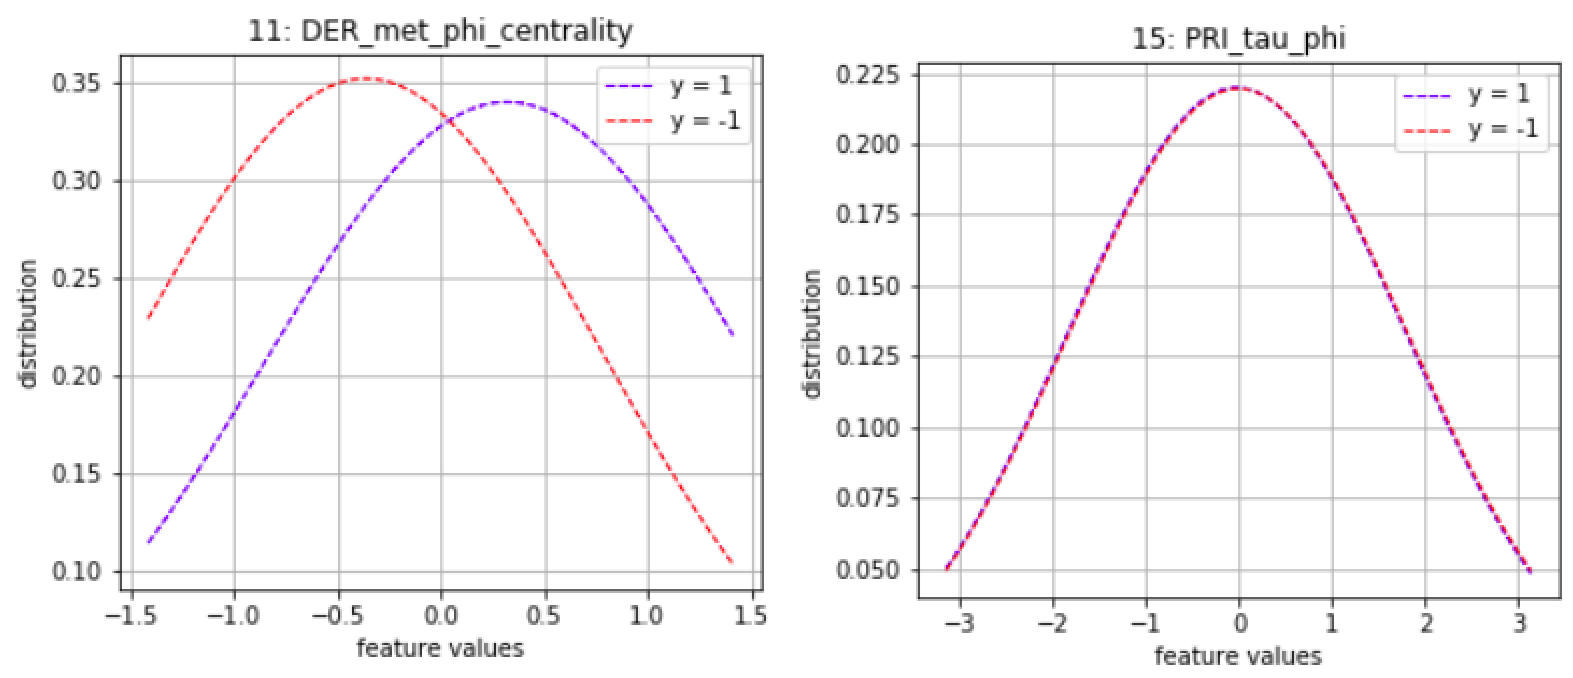 11: DER_met_phi_centrality
y = 1
y = -1
0.35
0.30
0.25
0.20
0.15
0.10
distribution
−1.5
−1.0
−0.5
0.0
0.5
1.0
1.5
feature values
15: PRI_tau_phi
y = 1
y = -1
0.225
0.200
0.175
0.150
0.125
0.100
0.075
0.050
distribution
−3
−2
−1
0
1
2
3
feature values